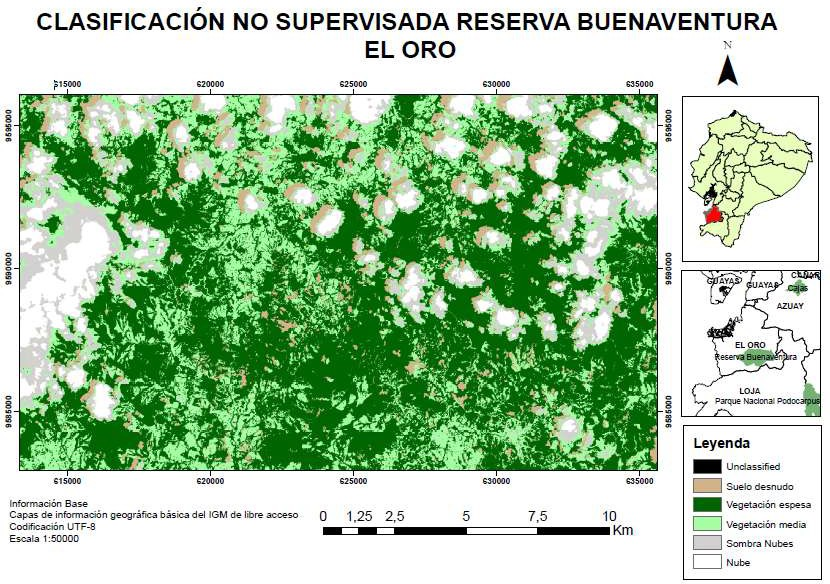 CLASIFICACIÓN NO SUPERVISADA RESERVA BUENAVENTURA
EL ORO
N
615000
620000
625000
630000
635000
9595000
9590000
9585000
9595000
9590000
9585000
615000
620000
625000
630000
635000
GUAYAS
GUAYAS
CAÑAR
Cajas
AZUAY
EL ORO
Reserva Buenaventura
LOJA
Parque Nacional Podocarpus
Leyenda
Unclassified
Suelo desnudo
Vegetación espesa
Vegetación media
Sombra Nubes
Nube
Información Base
Capas de información geográfica básica del IGM de libre acceso
Codificación UTF-8
Escala 1:50000
0 1,25 2,5 5 7,5 10
Km